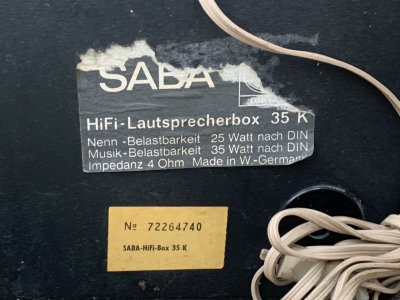 SABA
HiFi-Lautsprecherbox 35 K
Nenn-Belastbarkeit 25 Watt nach DIN
Musik-Belastbarkeit 35 Watt nach DIN
Impedanz 4 Ohm Made in W.-Germany
No 72264740
SABA-HiFi-Box 35 K